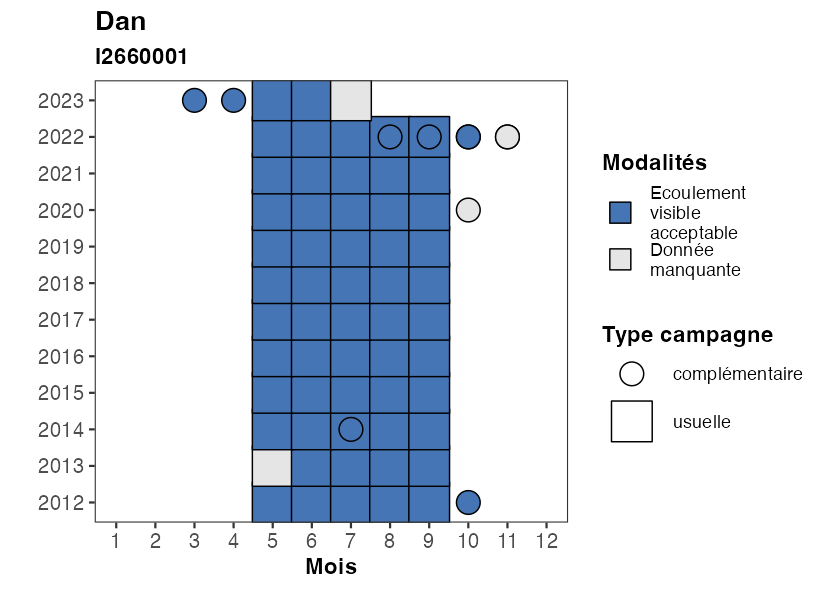 Dan
I2660001
2023
2022
2021
2020
2019
2018
2017
2016
2015
2014
2013
2012
1 2 3 4 5 6 7 8 9 10 11 12
Mois
Modalités
Ecoulement
visible
acceptable
Donnée
manquante
Type campagne
complémentaire
usuelle